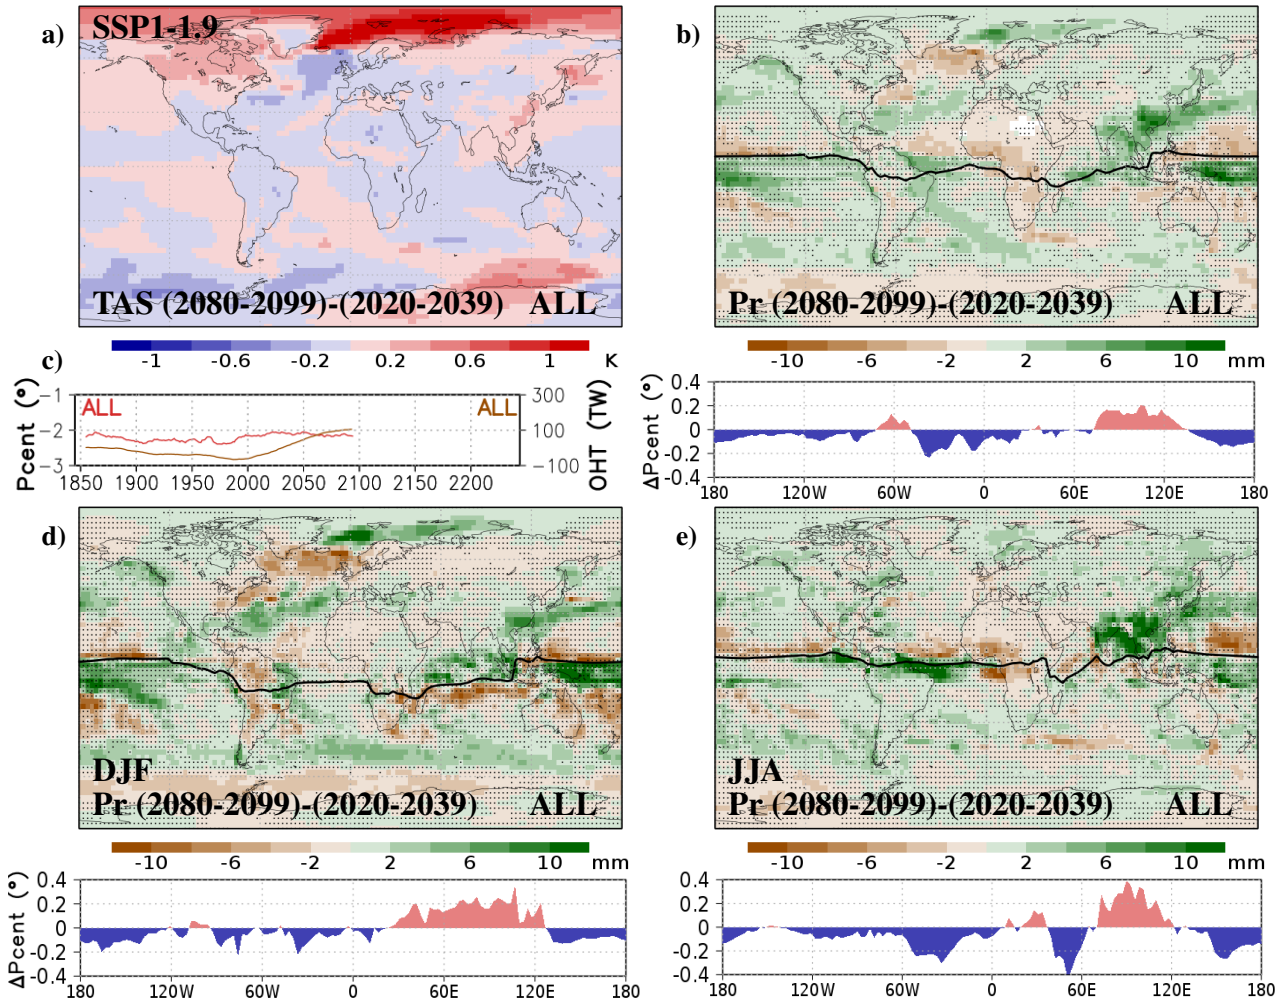 a)
SSP1-1.9
TAS (2080-2099)-(2020-2039) ALL
-1 -0.6 -0.2 0.2 0.6 1 K
b)
Pr (2080-2099)-(2020-2039) ALL
-10 -6 -2 2 6 10 mm
c)
Pcent (°)
-1
-2
-3
ALL
ALL
300
100
-100
OHT (TW)
1850 1900 1950 2000 2050 2100 2150 2200
ΔPcent (°)
0.4
0.2
0
-0.2
-0.4
180 120W 60W 0 60E 120E 180
d)
DJF
Pr (2080-2099)-(2020-2039) ALL
-10 -6 -2 2 6 10 mm
ΔPcent (°)
0.4
0.2
0
-0.2
-0.4
180 120W 60W 0 60E 120E 180
e)
JJA
Pr (2080-2099)-(2020-2039) ALL
-10 -6 -2 2 6 10 mm
0.4
0.2
0
-0.2
-0.4
180 120W 60W 0 60E 120E 180